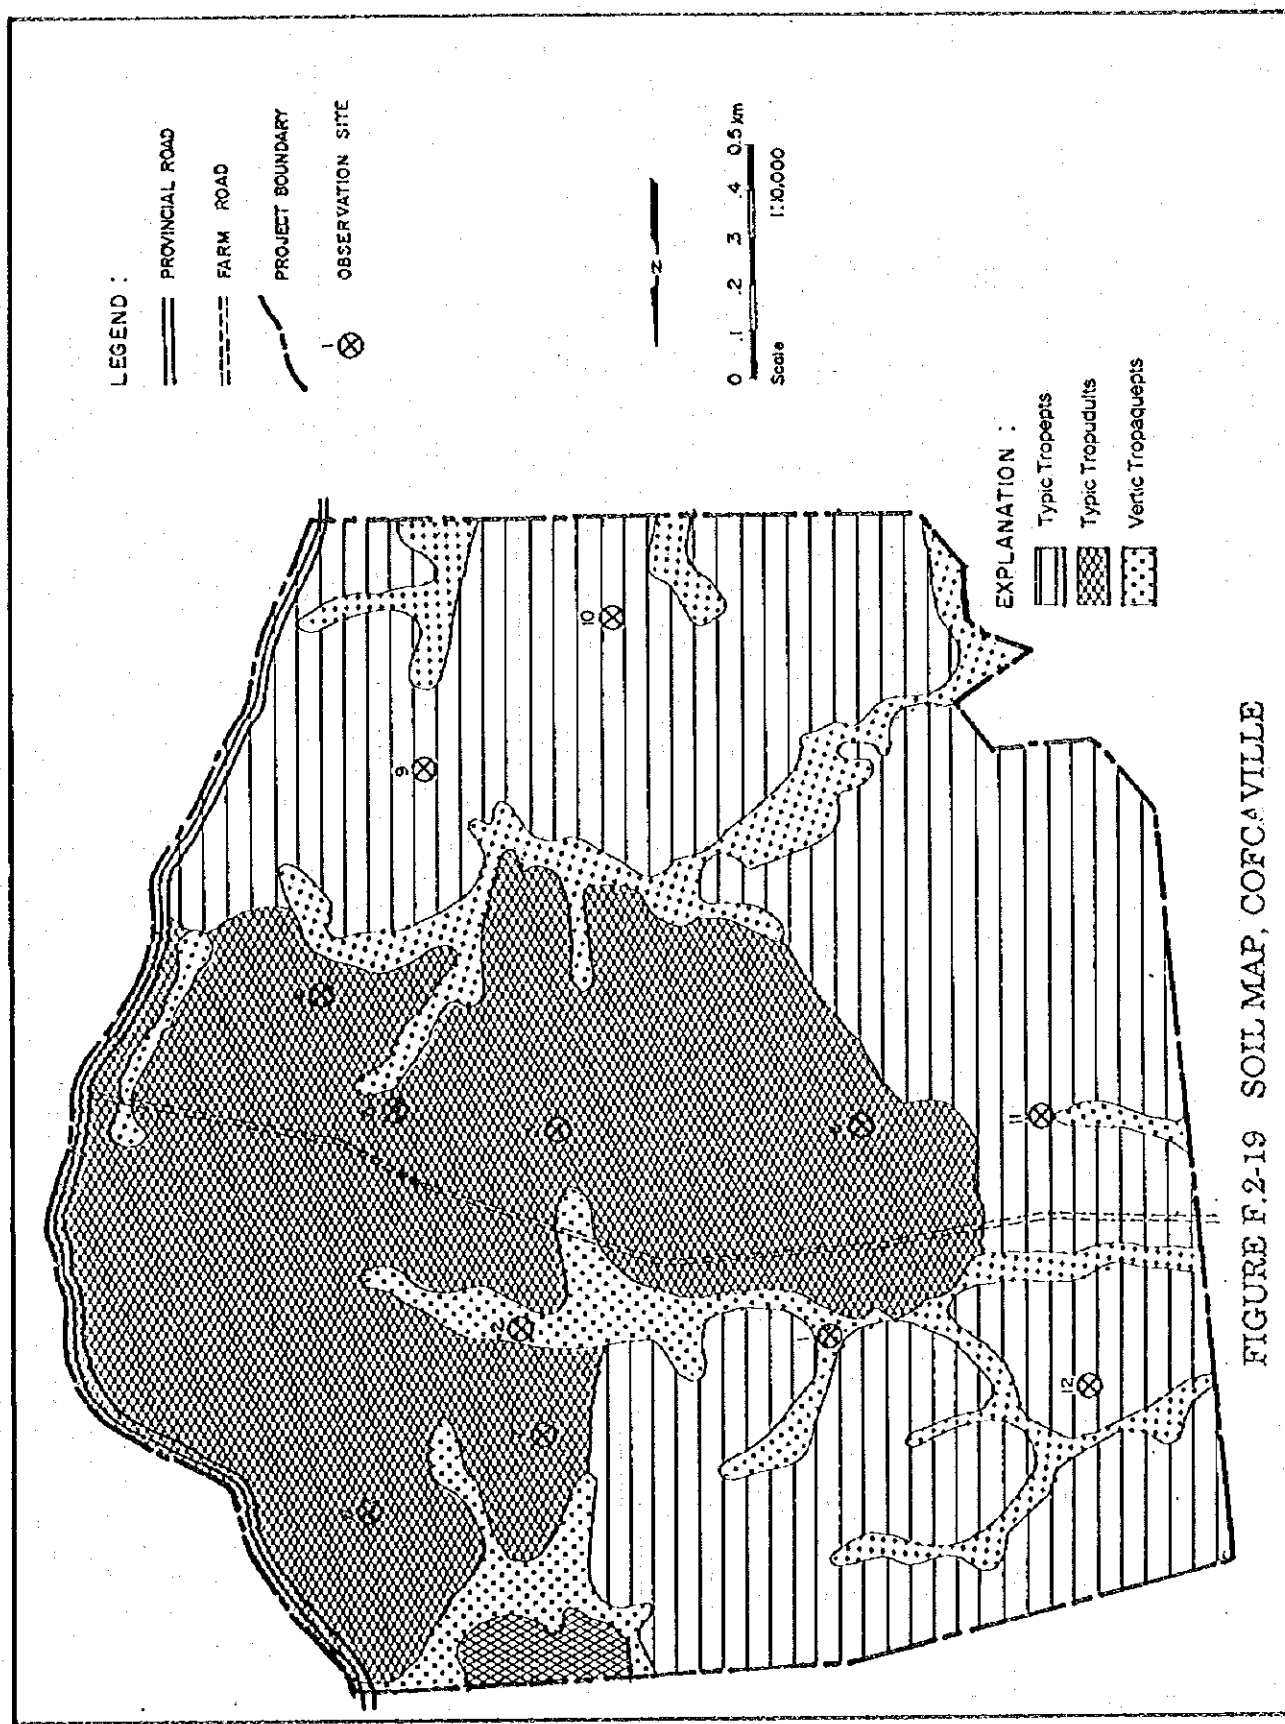 LEGEND :
PROVINCIAL ROAD
FARM ROAD
PROJECT BOUNDARY
1
OBSERVATION SITE
N
0 .1 .2 .3 .4 0.5 km
Scale 1:10,000
EXPLANATION :
Typic Tropepts
Typic Tropudults
Vertic Tropaquepts
9
10
2
1
11
12
FIGURE F.2-19 SOIL MAP, COFCAVILLE